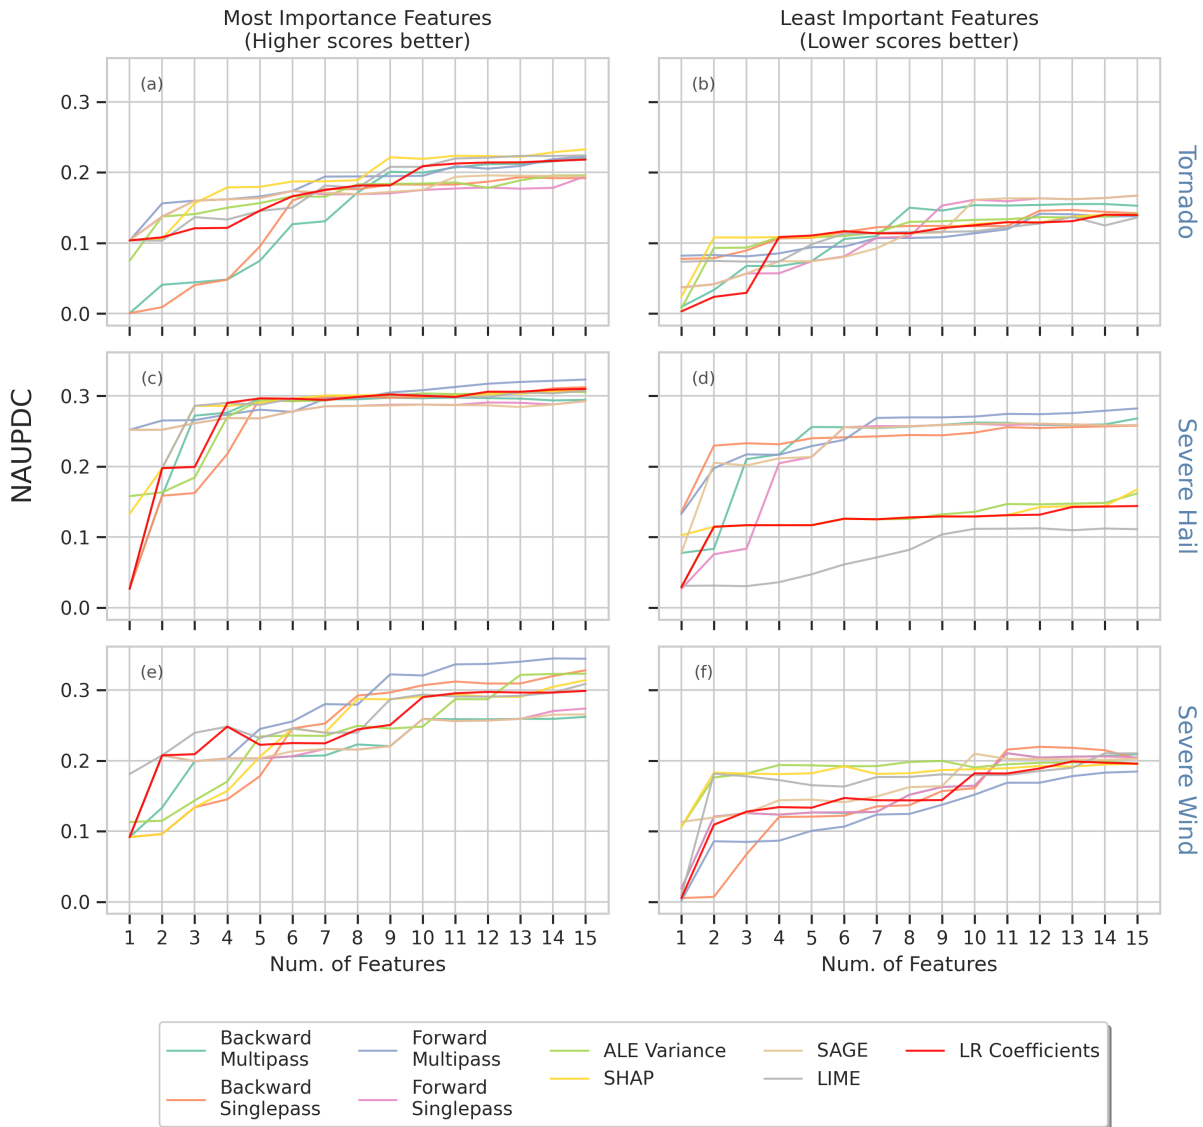 Most Importance Features
(Higher scores better)
Least Important Features
(Lower scores better)
(a)
0.3
0.2
0.1
0.0
(b)
Tornado
NAUPDC
(c)
0.3
0.2
0.1
0.0
(d)
Severe Hail
(e)
0.3
0.2
0.1
0.0
(f)
Severe Wind
1 2 3 4 5 6 7 8 9 10 11 12 13 14 15
Num. of Features
1 2 3 4 5 6 7 8 9 10 11 12 13 14 15
Num. of Features
Backward
Multipass
Backward
Singlepass
Forward
Multipass
Forward
Singlepass
ALE Variance
SHAP
SAGE
LIME
LR Coefficients